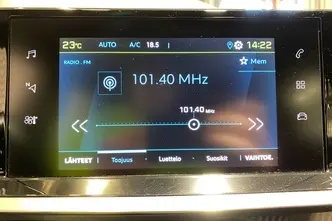 23°C AUTO A/C 18.5 14:22
RADIO . FM Mem
101.40 MHz
101.40 MHz
N
LÄHTEET Taajuus Luettelo Suosikit VAIHTOE.